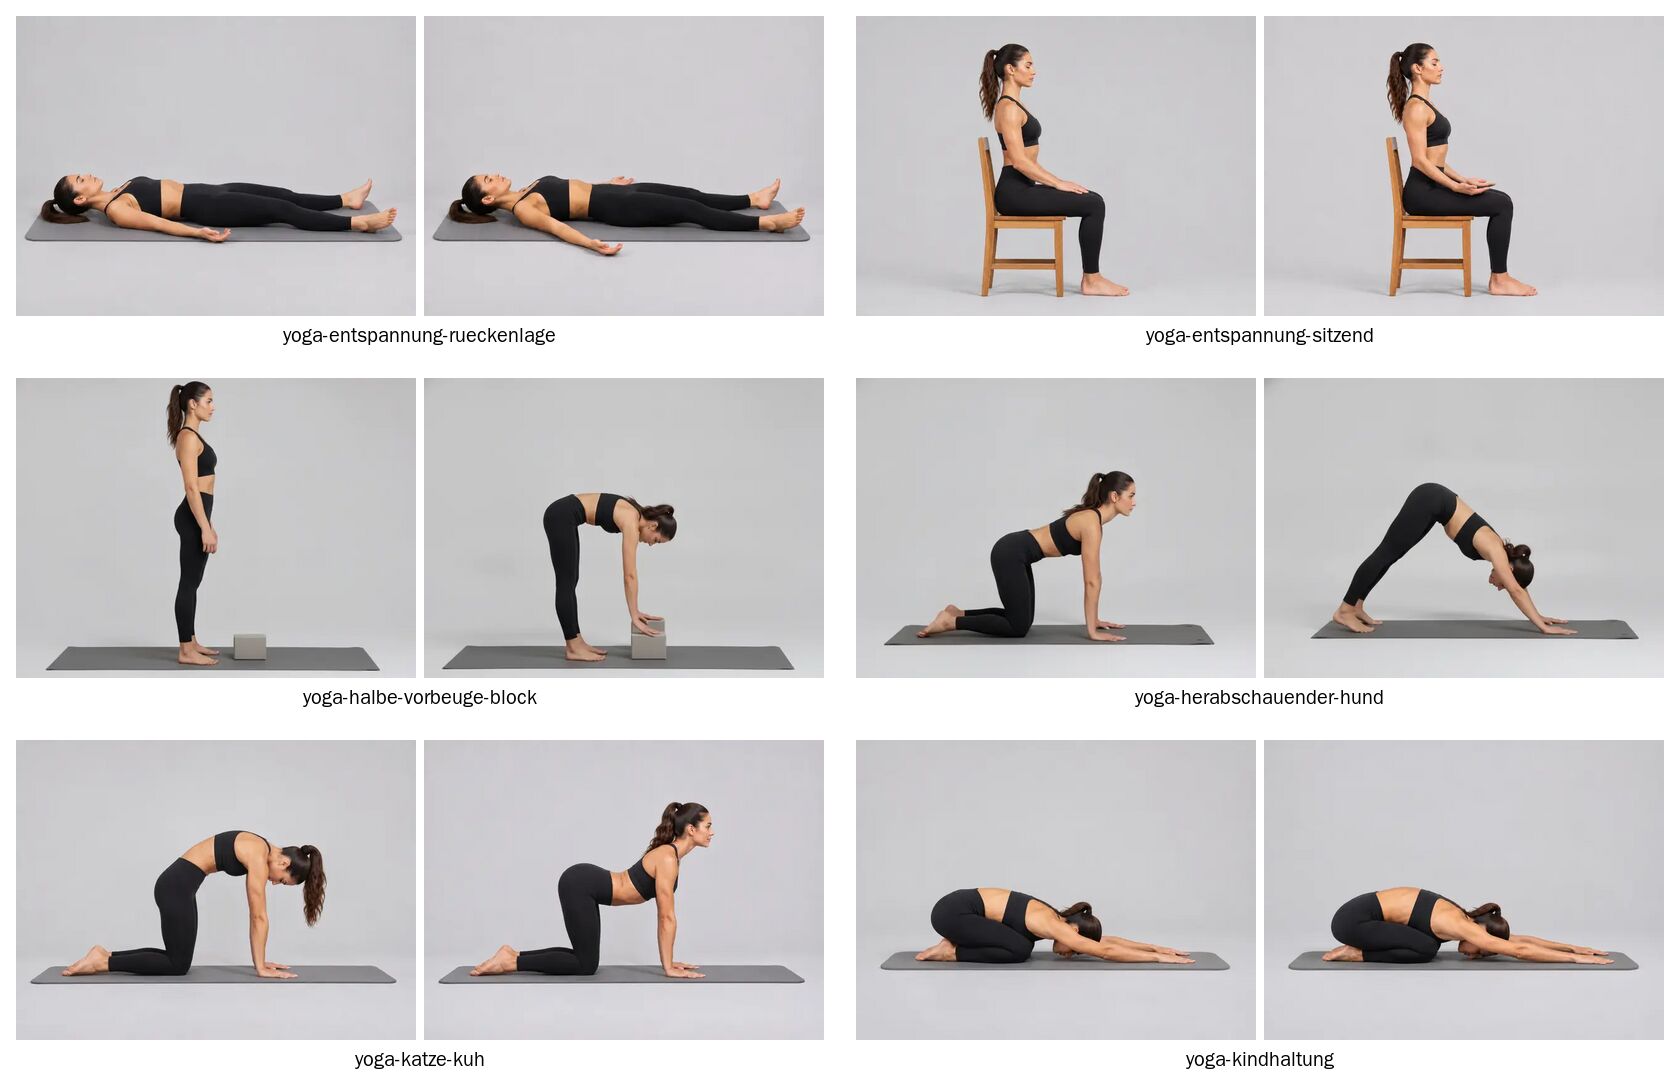 yoga-entspannung-rueckenlage
yoga-entspannung-sitzend
yoga-halbe-vorbeuge-block
yoga-herabschauender-hund
yoga-katze-kuh
yoga-kindhaltung